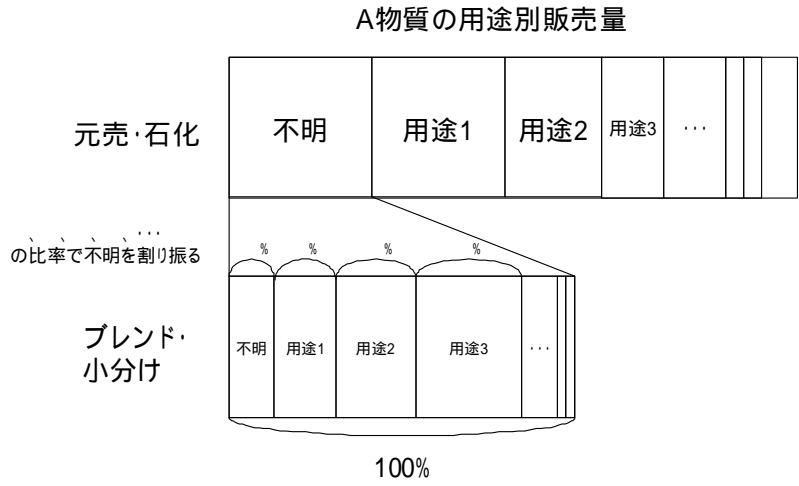 A物質の用途別販売量
元売・石化
不明
用途1
用途2
用途3
・・・
、　、　、　、・・・
の比率で不明を割り振る
%
%
%
%
ブレンド・
小分け
不明
用途1
用途2
用途3
・・・
100%